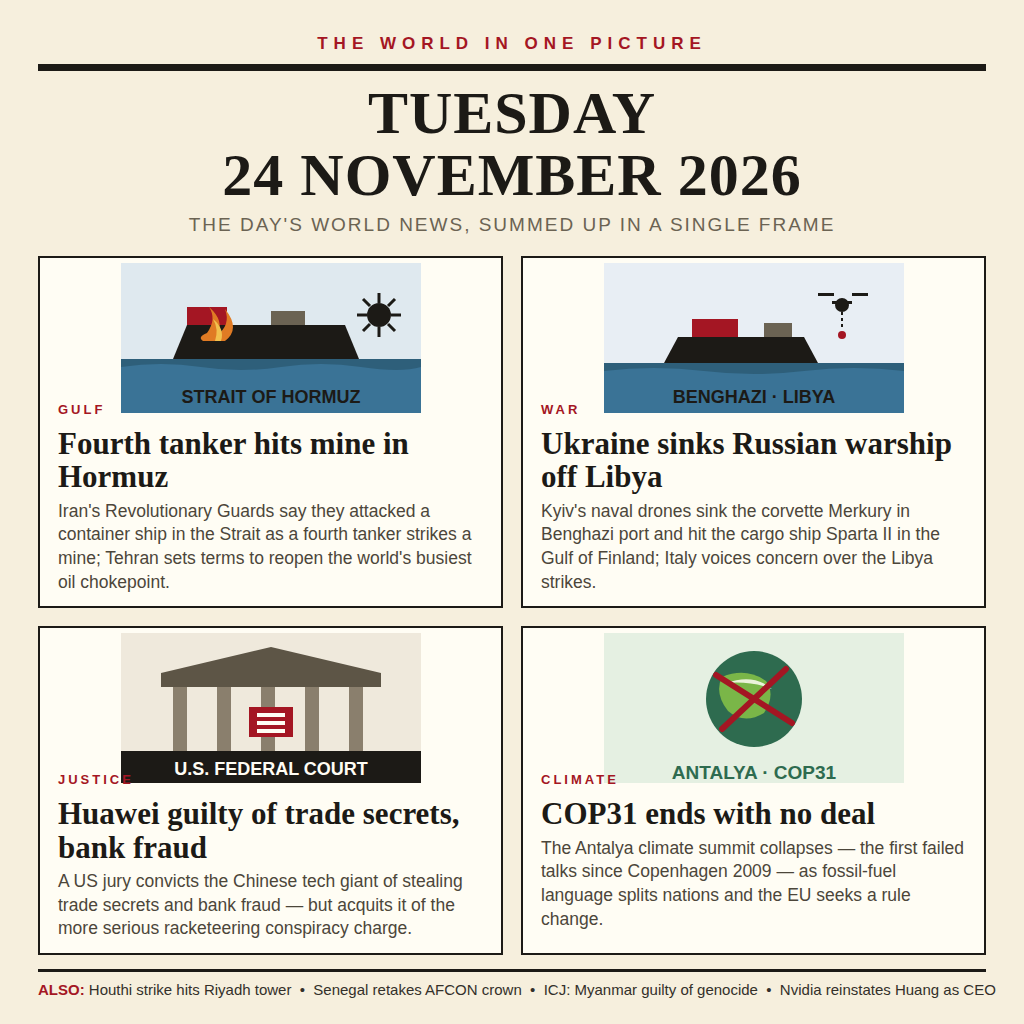 THE WORLD IN ONE PICTURE
TUESDAY
24 NOVEMBER 2026
THE DAY'S WORLD NEWS, SUMMED UP IN A SINGLE FRAME
STRAIT OF HORMUZ
GULF
Fourth tanker hits mine in
Hormuz
Iran's Revolutionary Guards say they attacked a
container ship in the Strait as a fourth tanker strikes a
mine; Tehran sets terms to reopen the world's busiest
oil chokepoint.
BENGHAZI · LIBYA
WAR
Ukraine sinks Russian warship
off Libya
Kyiv's naval drones sink the corvette Merkury in
Benghazi port and hit the cargo ship Sparta II in the
Gulf of Finland; Italy voices concern over the Libya
strikes.
U.S. FEDERAL COURT
JUSTICE
Huawei guilty of trade secrets,
bank fraud
A US jury convicts the Chinese tech giant of stealing
trade secrets and bank fraud — but acquits it of the
more serious racketeering conspiracy charge.
ANTALYA · COP31
CLIMATE
COP31 ends with no deal
The Antalya climate summit collapses — the first failed
talks since Copenhagen 2009 — as fossil-fuel
language splits nations and the EU seeks a rule
change.
ALSO: Houthi strike hits Riyadh tower • Senegal retakes AFCON crown • ICJ: Myanmar guilty of genocide • Nvidia reinstates Huang as CEO